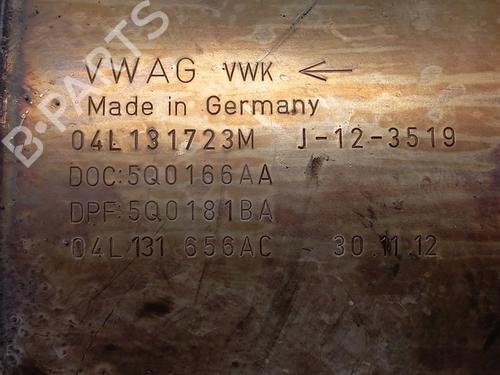 B-PARTS
VWAG VWK ←
Made in Germany
04L131723M J-12-3519
DOC:5Q0166AA
DPF:5Q0181BA
04L131 656AC - 30.11.12